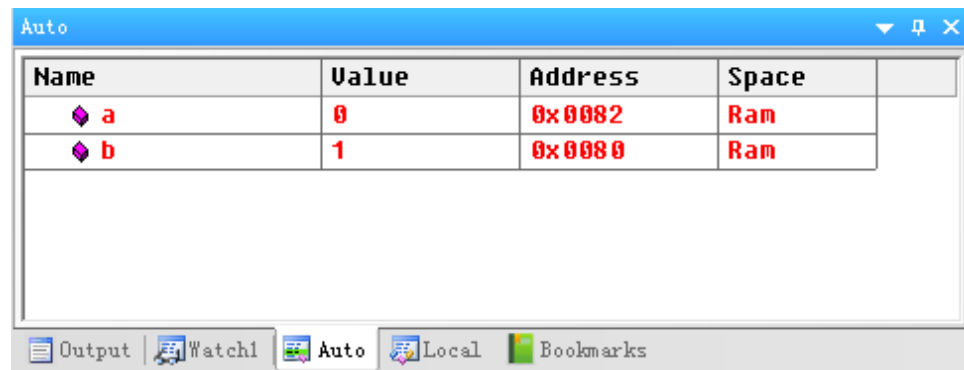 Auto
Name Value Address Space
a 0 0x0082 Ram
b 1 0x0080 Ram
Output Watch1 Auto Local Bookmarks